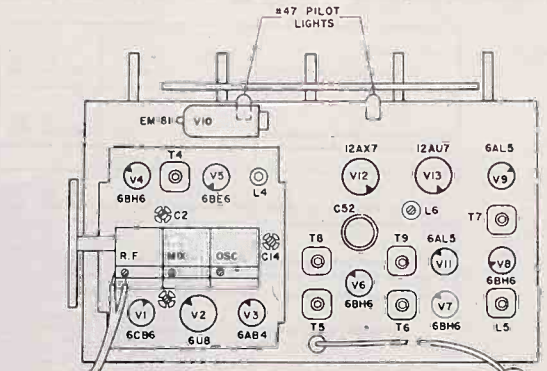 #47 PILOT
LIGHTS
EM-81
V10
T4
12AX7
12AU7
6AL5
V4
V5
L4
V12
V13
V9
6BH6
6BE6
C2
C52
L6
T7
R.F.
MIX
OSC
C14
T8
T9
6AL5
V11
V8
6BH6
V6
6BH6
V7
6BH6
V1
V2
V3
6CB6
6U8
6AB4
T5
T6
L5